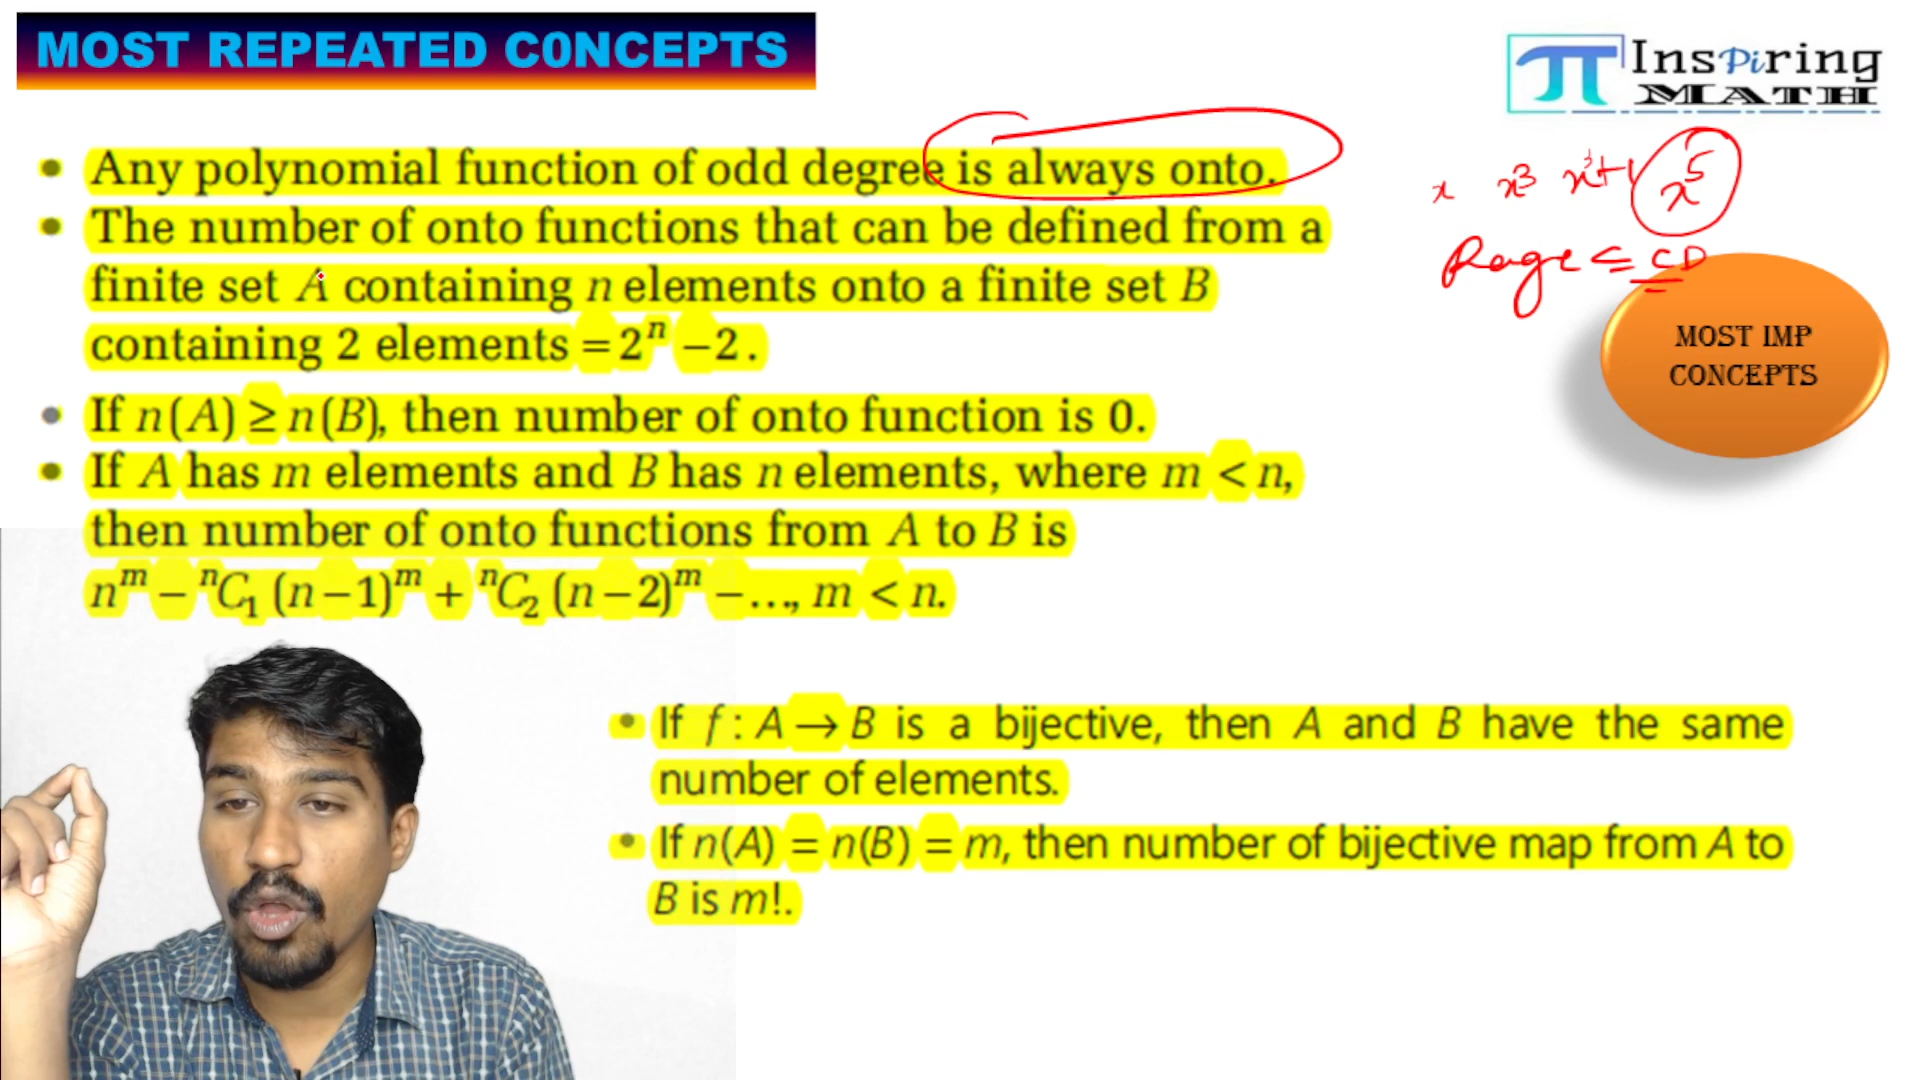 MOST REPEATED C0NCEPTS
InsPiring
MATH
• Any polynomial function of odd degree is always onto.
x x³ x³+1 x⁵
• The number of onto functions that can be defined from a
finite set A containing n elements onto a finite set B
containing 2 elements = 2ⁿ − 2.
Rage ⊆ CD
MOST IMP
CONCEPTS
• If n(A) ≥ n(B), then number of onto function is 0.
• If A has m elements and B has n elements, where m < n,
then number of onto functions from A to B is
nᵐ − ⁿC₁ (n−1)ᵐ + ⁿC₂ (n−2)ᵐ − ..., m < n.
• If f : A → B is a bijective, then A and B have the same
number of elements.
• If n(A) = n(B) = m, then number of bijective map from A to
B is m!.